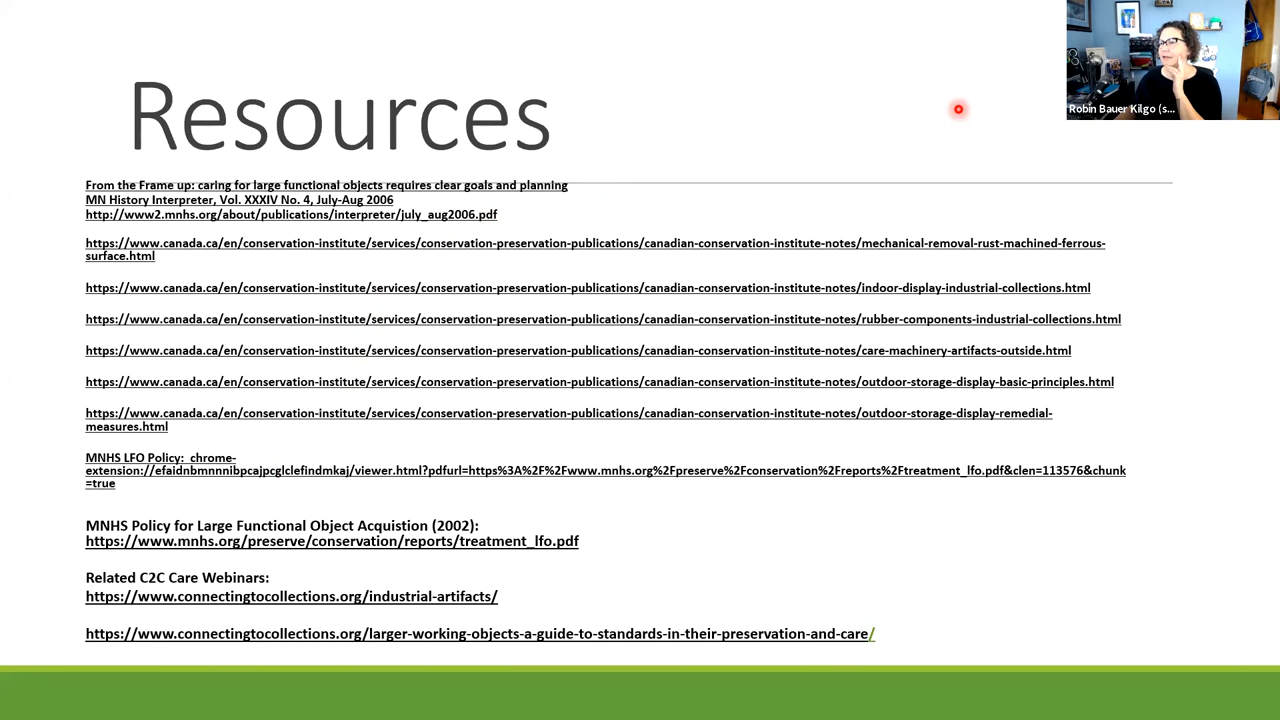 Resources
Robin Bauer Kilgo (s...
From the Frame up: caring for large functional objects requires clear goals and planning
MN History Interpreter, Vol. XXXIV No. 4, July-Aug 2006
http://www2.mnhs.org/about/publications/interpreter/july_aug2006.pdf
https://www.canada.ca/en/conservation-institute/services/conservation-preservation-publications/canadian-conservation-institute-notes/mechanical-removal-rust-machined-ferrous-
surface.html
https://www.canada.ca/en/conservation-institute/services/conservation-preservation-publications/canadian-conservation-institute-notes/indoor-display-industrial-collections.html
https://www.canada.ca/en/conservation-institute/services/conservation-preservation-publications/canadian-conservation-institute-notes/rubber-components-industrial-collections.html
https://www.canada.ca/en/conservation-institute/services/conservation-preservation-publications/canadian-conservation-institute-notes/care-machinery-artifacts-outside.html
https://www.canada.ca/en/conservation-institute/services/conservation-preservation-publications/canadian-conservation-institute-notes/outdoor-storage-display-basic-principles.html
https://www.canada.ca/en/conservation-institute/services/conservation-preservation-publications/canadian-conservation-institute-notes/outdoor-storage-display-remedial-
measures.html
MNHS LFO Policy: chrome-
extension://efaidnbmnnnibpcajpcglclefindmkaj/viewer.html?pdfurl=https%3A%2F%2Fwww.mnhs.org%2Fpreserve%2Fconservation%2Freports%2Ftreatment_lfo.pdf&clen=113576&chunk
=true
MNHS Policy for Large Functional Object Acquistion (2002):
https://www.mnhs.org/preserve/conservation/reports/treatment_lfo.pdf
Related C2C Care Webinars:
https://www.connectingtocollections.org/industrial-artifacts/
https://www.connectingtocollections.org/larger-working-objects-a-guide-to-standards-in-their-preservation-and-care/